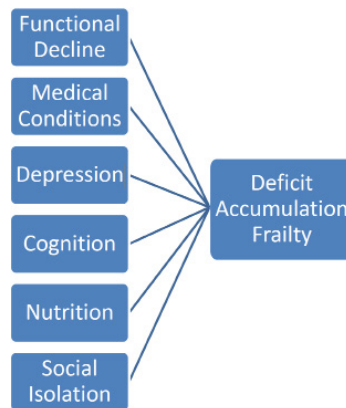 Functional
Decline
Medical
Conditions
Depression
Cognition
Nutrition
Social
Isolation
Deficit
Accumulation
Frailty